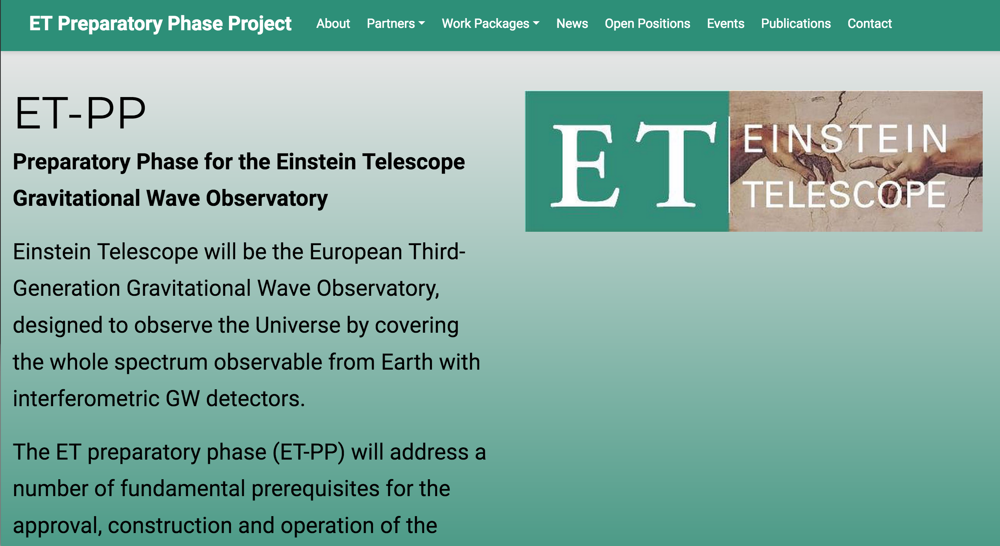 ET Preparatory Phase Project About Partners Work Packages News Open Positions Events Publications Contact
ET-PP
Preparatory Phase for the Einstein Telescope
Gravitational Wave Observatory
Einstein Telescope will be the European Third-
Generation Gravitational Wave Observatory,
designed to observe the Universe by covering
the whole spectrum observable from Earth with
interferometric GW detectors.
The ET preparatory phase (ET-PP) will address a
number of fundamental prerequisites for the
approval, construction and operation of the
ET
EINSTEIN
TELESCOPE